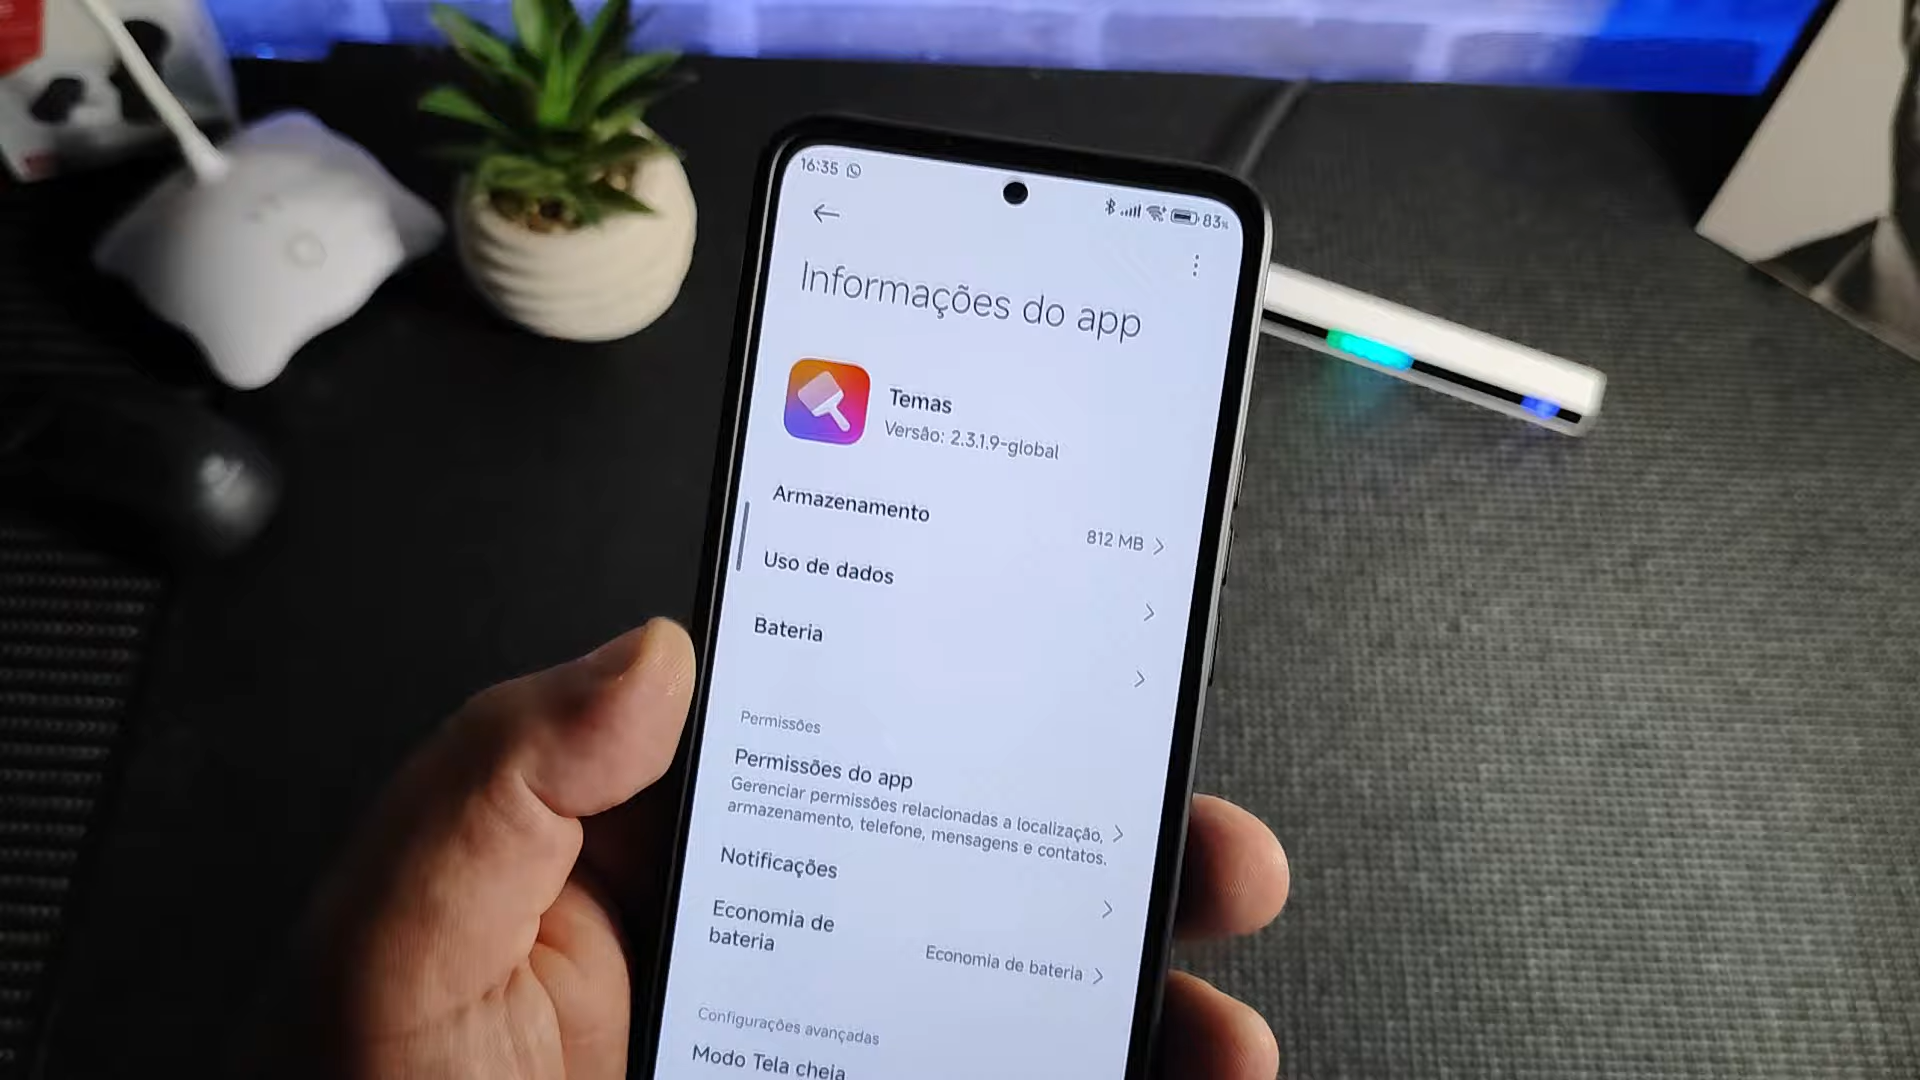 16:35
83%
Informações do app
Temas
Versão: 2.3.1.9-global
Armazenamento
812 MB
Uso de dados
Bateria
Permissões
Permissões do app
Gerenciar permissões relacionadas a localização,
armazenamento, telefone, mensagens e contatos.
Notificações
Economia de
bateria
Economia de bateria
Configurações avançadas
Modo Tela cheia